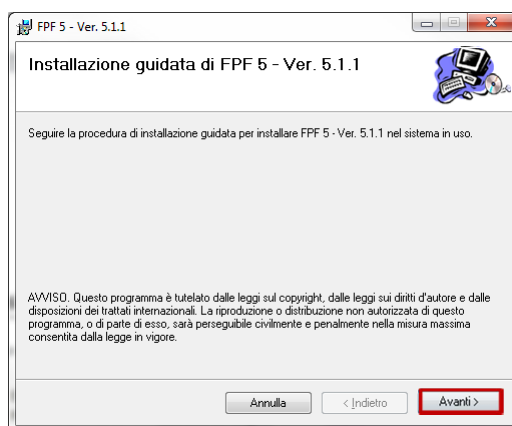 FPF 5 - Ver. 5.1.1
Installazione guidata di FPF 5 - Ver. 5.1.1
Seguire la procedura di installazione guidata per installare FPF 5 - Ver. 5.1.1 nel sistema in uso.
AVVISO. Questo programma è tutelato dalle leggi sul copyright, dalle leggi sui diritti d'autore e dalle
disposizioni dei trattati internazionali. La riproduzione o distribuzione non autorizzata di questo
programma, o di parte di esso, sarà perseguibile civilmente e penalmente nella misura massima
consentita dalla legge in vigore.
Annulla
< Indietro
Avanti >